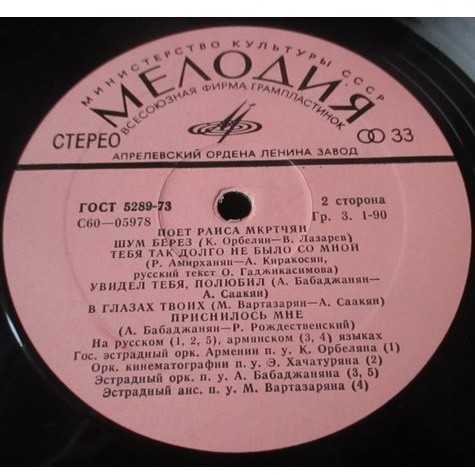 МИНИСТЕРСТВО КУЛЬТУРЫ СССР
МЕЛОДИЯ
ВСЕСОЮЗНАЯ ФИРМА ГРАМПЛАСТИНОК
СТЕРЕО
33
АПРЕЛЕВСКИЙ ОРДЕНА ЛЕНИНА ЗАВОД
ГОСТ 5289-73
2 сторона
С60—05978
Гр. 3. 1-90
ПОЕТ РАИСА МКРТЧЯН
ШУМ БЕРЕЗ (К. Орбелян—В. Лазарев)
ТЕБЯ ТАК ДОЛГО НЕ БЫЛО СО МНОЙ
(Р. Амирханян—А. Киракосян,
русский текст О. Гаджикасимова)
УВИДЕЛ ТЕБЯ, ПОЛЮБИЛ (А. Бабаджанян—
А. Саакян)
В ГЛАЗАХ ТВОИХ (М. Вартазарян—А. Саакян)
ПРИСНИЛОСЬ МНЕ
(А. Бабаджанян—Р. Рождественский)
На русском (1, 2, 5), армянском (3, 4) языках
Гос. эстрадный орк. Армении п. у. К. Орбеляна (1)
Орк. кинематографии п. у. Э. Хачатуряна (2)
Эстрадный орк. п. у. А. Бабаджаняна (3, 5)
Эстрадный анс. п. у. М. Вартазаряна (4)